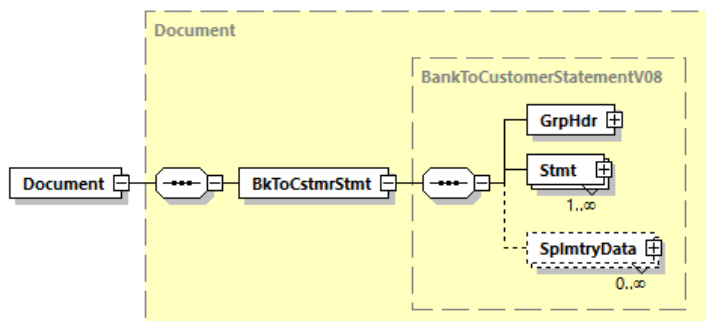 Document
BankToCustomerStatementV08
GrpHdr
Document
BkToCstmrStmt
Stmt
1..∞
SplmtryData
0..∞